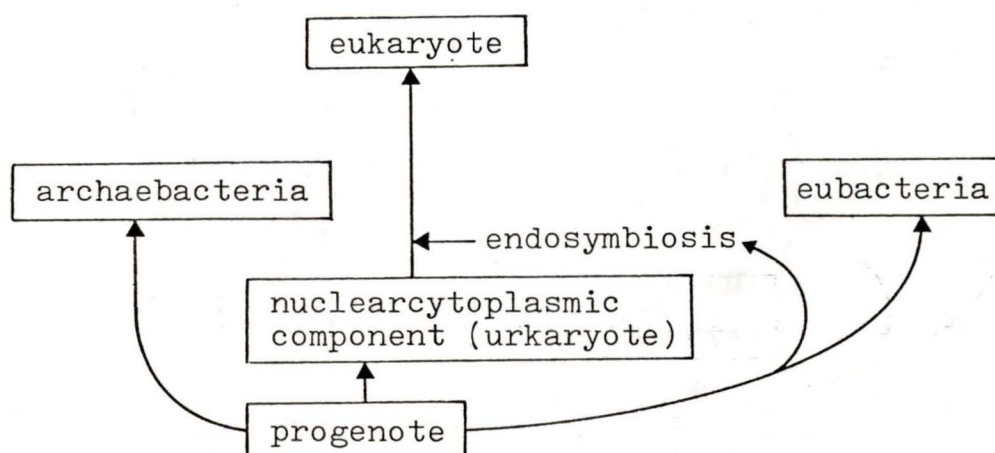 eukaryote
archaebacteria
eubacteria
endosymbiosis
nuclearcytoplasmic
component (urkaryote)
progenote